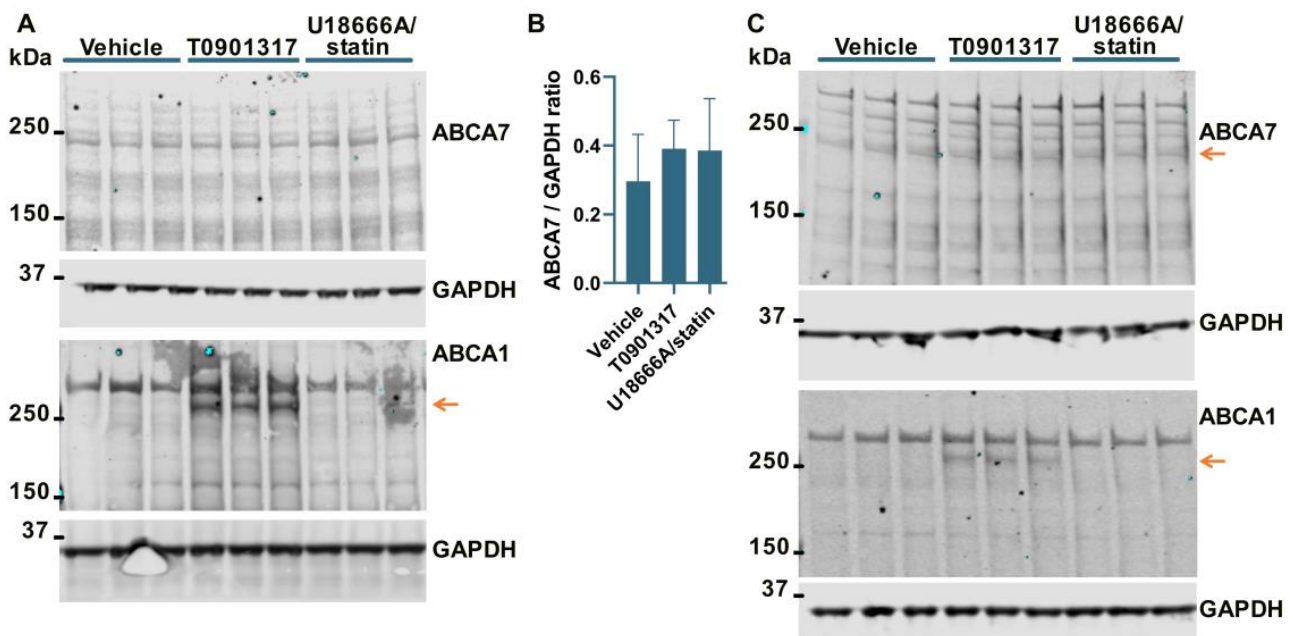 A
kDa
Vehicle
T0901317
U18666A/
statin
250
150
ABCA7
37
GAPDH
ABCA1
250
150
37
GAPDH
B
ABCA7 / GAPDH ratio
0.6
0.4
0.2
0.0
Vehicle
T0901317
U18666A/statin
C
kDa
Vehicle
T0901317
U18666A/
statin
250
150
ABCA7
37
GAPDH
ABCA1
250
150
37
GAPDH